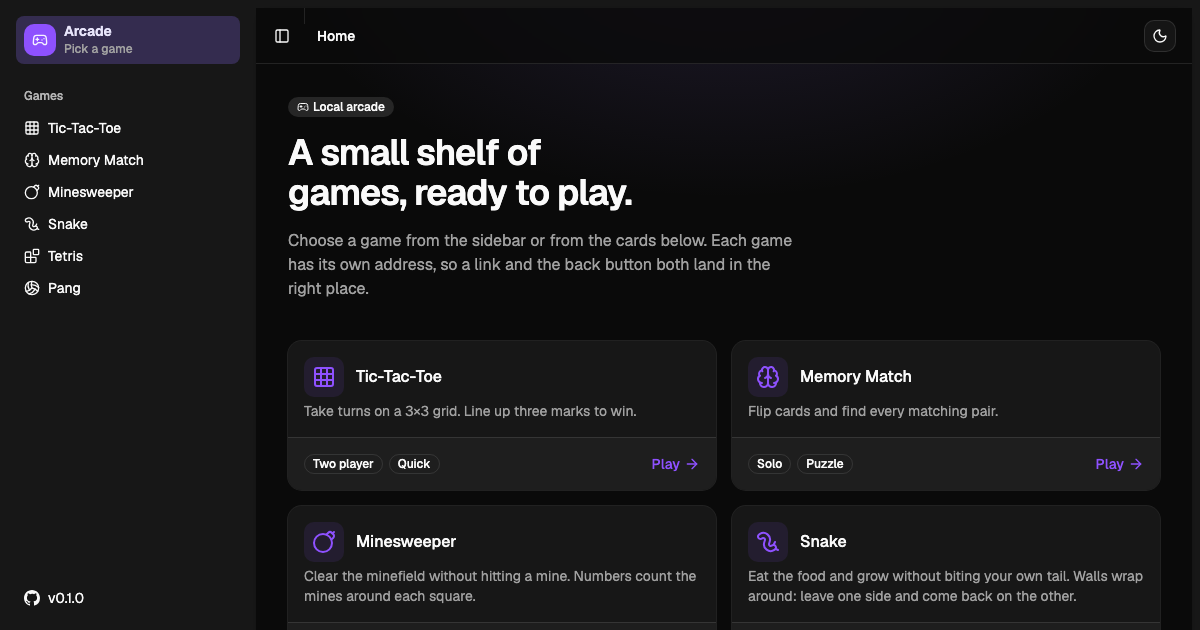 Arcade
Pick a game
Games
Tic-Tac-Toe
Memory Match
Minesweeper
Snake
Tetris
Pang
v0.1.0
Home
Local arcade
A small shelf of
games, ready to play.
Choose a game from the sidebar or from the cards below. Each game
has its own address, so a link and the back button both land in the
right place.
Tic-Tac-Toe
Take turns on a 3×3 grid. Line up three marks to win.
Two player
Quick
Play →
Memory Match
Flip cards and find every matching pair.
Solo
Puzzle
Play →
Minesweeper
Clear the minefield without hitting a mine. Numbers count the
mines around each square.
Snake
Eat the food and grow without biting your own tail. Walls wrap
around: leave one side and come back on the other.